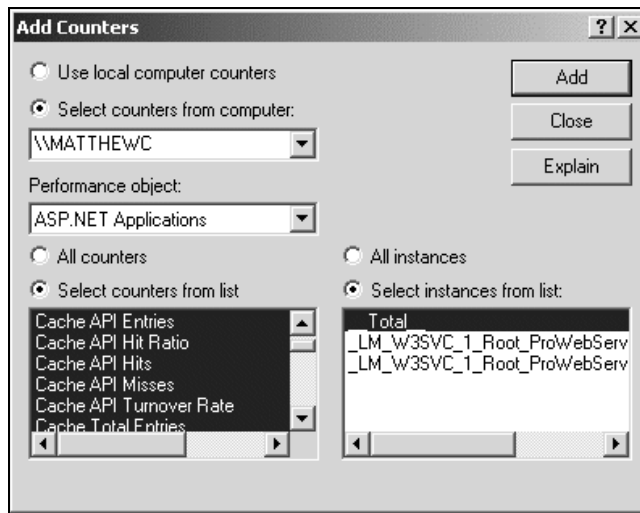 Add Counters
Use local computer counters
Select counters from computer:
\\MATTHEWC
Performance object:
ASP.NET Applications
All counters
Select counters from list
Cache API Entries
Cache API Hit Ratio
Cache API Hits
Cache API Misses
Cache API Turnover Rate
Cache Total Entries
Add
Close
Explain
All instances
Select instances from list:
__Total__
_LM_W3SVC_1_Root_ProWebServ
_LM_W3SVC_1_Root_ProWebServ